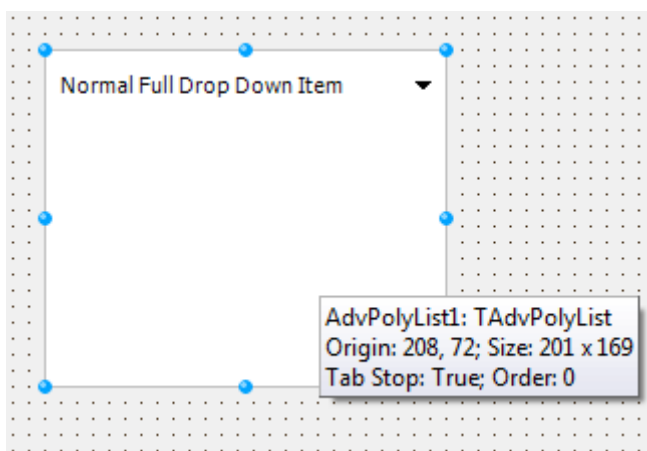 Normal Full Drop Down Item
AdvPolyList1: TAdvPolyList
Origin: 208, 72; Size: 201 x 169
Tab Stop: True; Order: 0